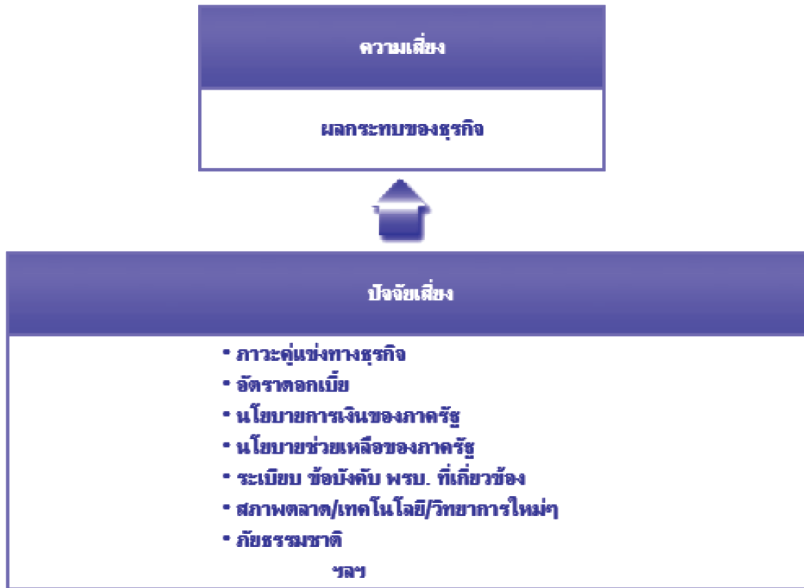 ความเสี่ยง
ผลกระทบของธุรกิจ
ปัจจัยเสี่ยง
• ภาวะคู่แข่งทางธุรกิจ
• อัตราดอกเบี้ย
• นโยบายการเงินของภาครัฐ
• นโยบายช่วยเหลือของภาครัฐ
• ระเบียบ ข้อบังคับ พรบ. ที่เกี่ยวข้อง
• สภาพตลาด/เทคโนโลยี/วิทยาการใหม่ๆ
• ภัยธรรมชาติ
ฯลฯ